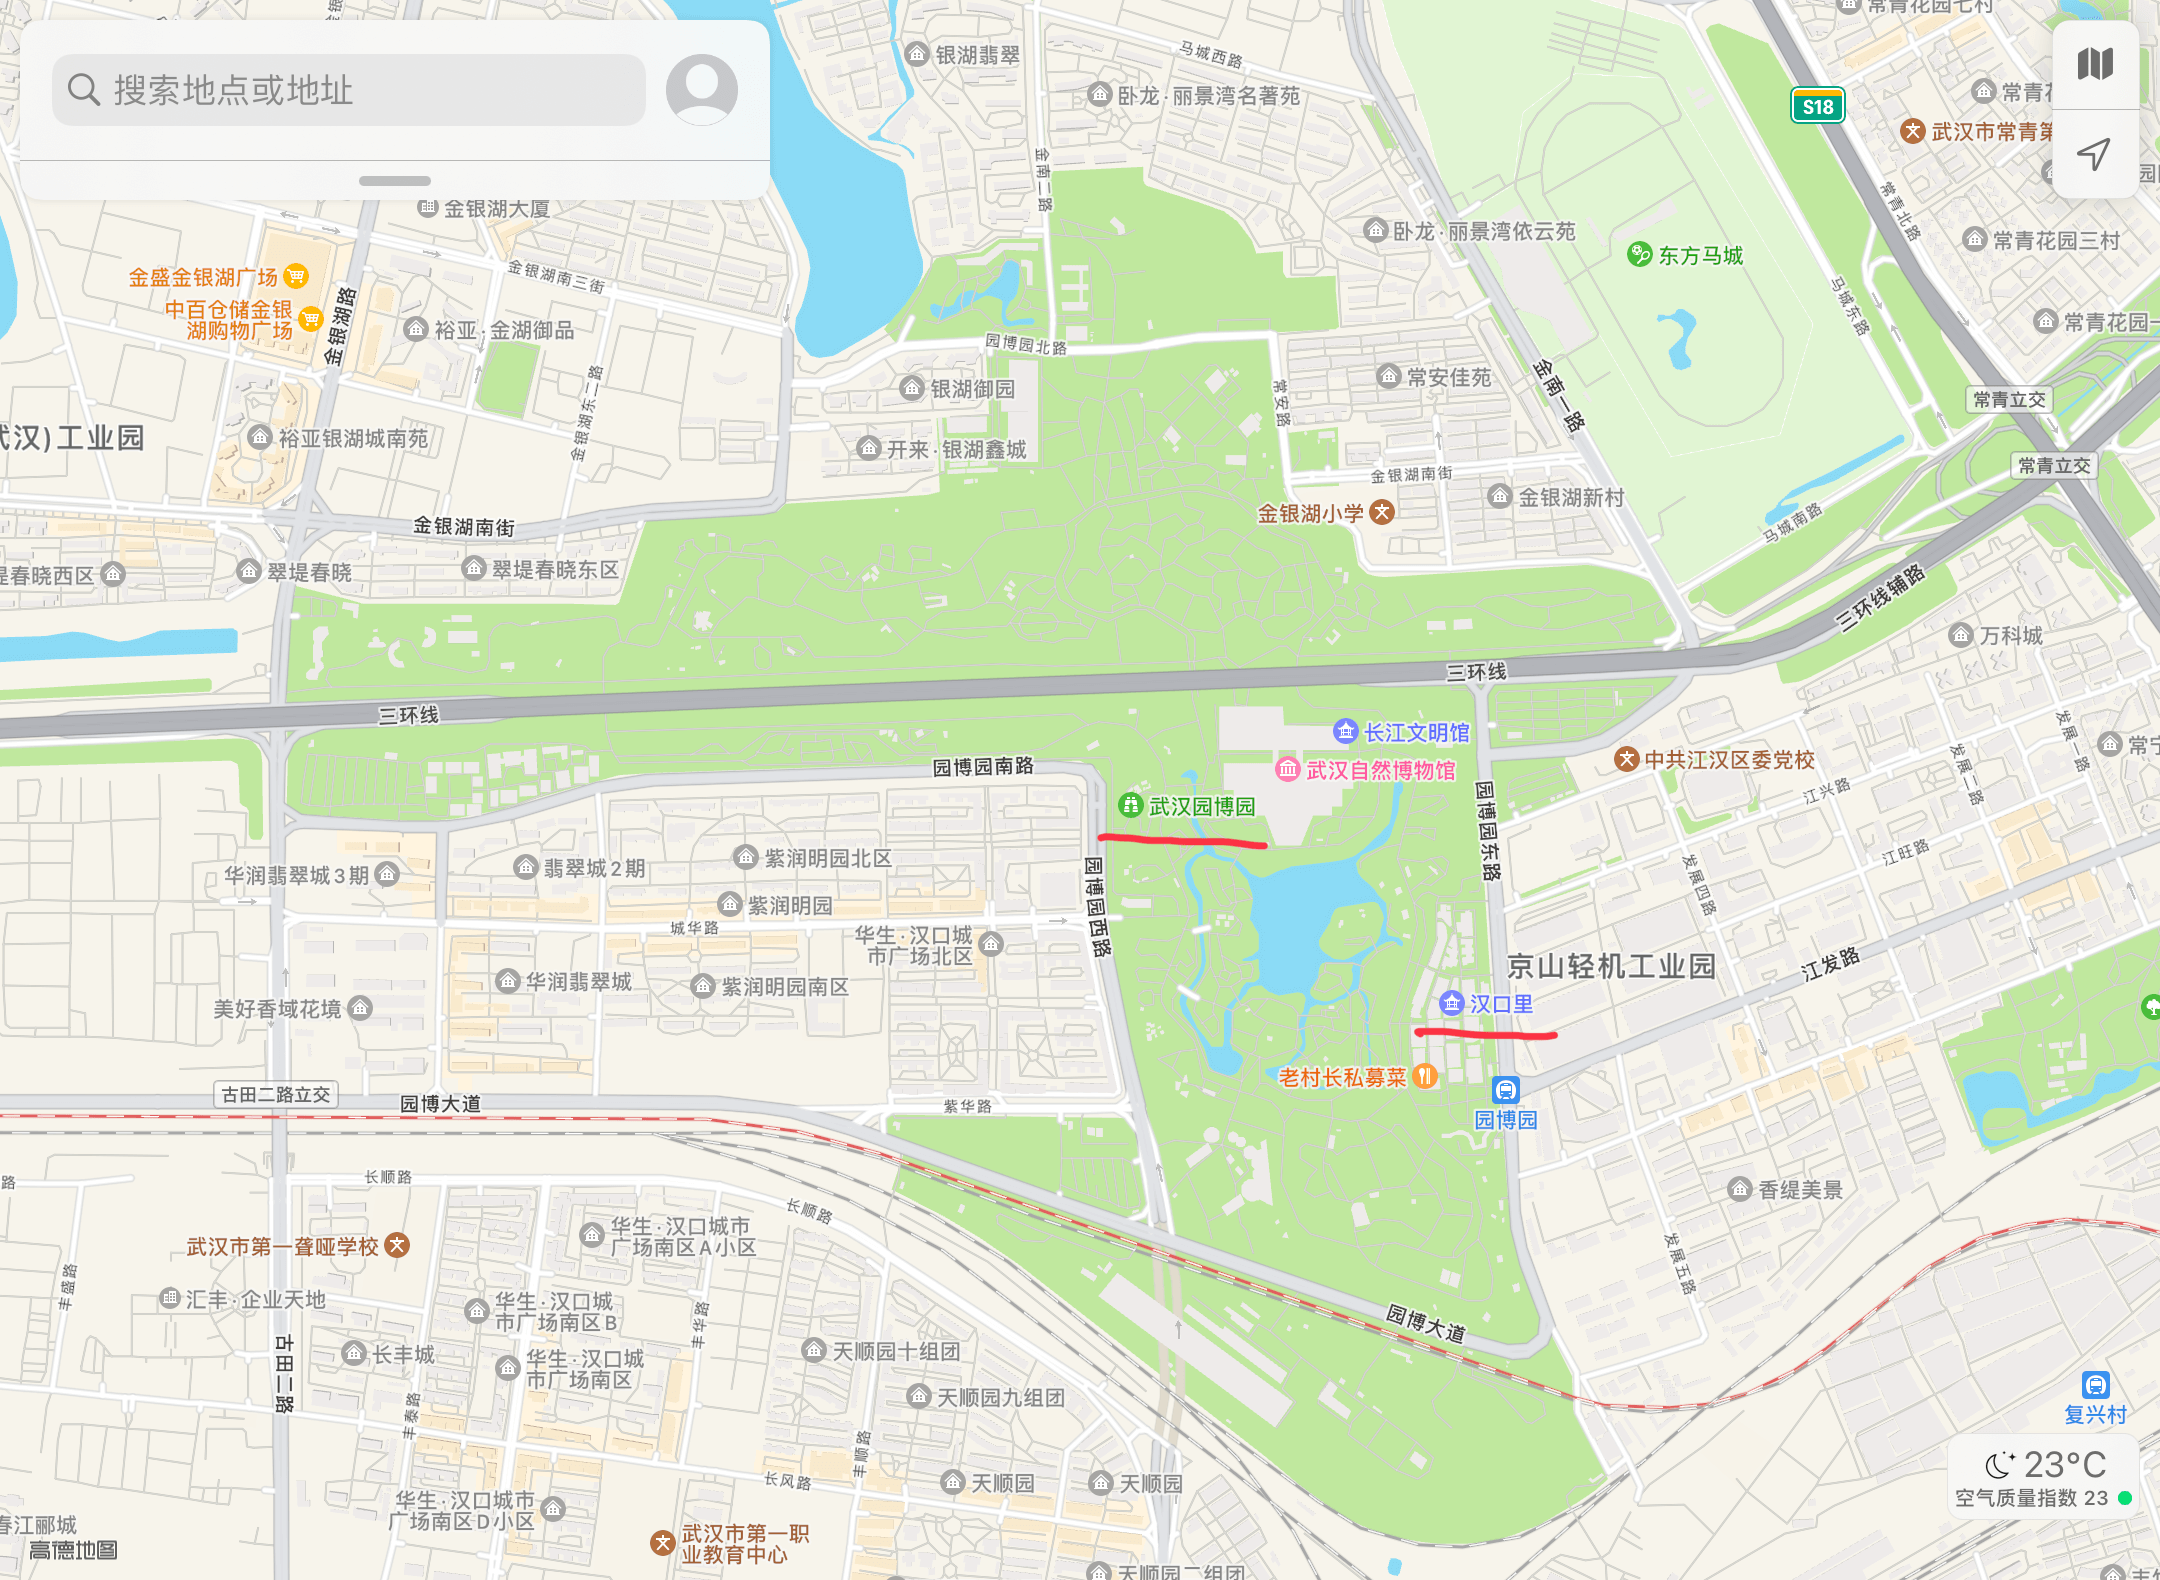 搜索地点或地址
常青花园七村
银湖翡翠
马城西路
卧龙·丽景湾名著苑
S18
武汉市常青第
金南二路
金银湖大厦
常青北路
卧龙·丽景湾依云苑
常青花园三村
东方马城
金盛金银湖广场
金银湖南三街
中百仓储金银
湖购物广场
金银湖路
裕亚·金湖御品
马城东路
园博园北路
银湖御园
常安佳苑
常安路
金南一路
常青立交
金银湖东二路
裕亚银湖城南苑
开来·银湖鑫城
金银湖南街
常青立交
武汉)工业园
金银湖小学
金银湖新村
金银湖南街
马城南路
翠堤春晓
翠堤春晓东区
三环线辅路
万科城
三环线
三环线
长江文明馆
武汉自然博物馆
园博园南路
中共江汉区委党校
发展一路
发展二路
江兴路
武汉园博园
园博园东路
江旺路
华润翡翠城3期
翡翠城2期
紫润明园北区
紫润明园
园博园西路
发展四路
城华路
华生·汉口城
市广场北区
京山轻机工业园
江发路
华润翡翠城
紫润明园南区
美好香域花境
汉口里
老村长私募菜
古田二路立交
园博大道
紫华路
园博园
长顺路
长顺路
香缇美景
武汉市第一聋哑学校
华生·汉口城市
广场南区A小区
发展五路
丰盛路
汇丰·企业天地
华生·汉口城
市广场南区B
丰华路
园博大道
古田二路
长丰城
华生·汉口城
市广场南区
天顺园十组团
天顺园九组团
丰泰路
丰顺路
复兴村
长风路
天顺园
天顺园
23°C
空气质量指数 23
华生·汉口城市
广场南区D小区
春江郦城
高德地图
武汉市第一职
业教育中心
天顺园二组团